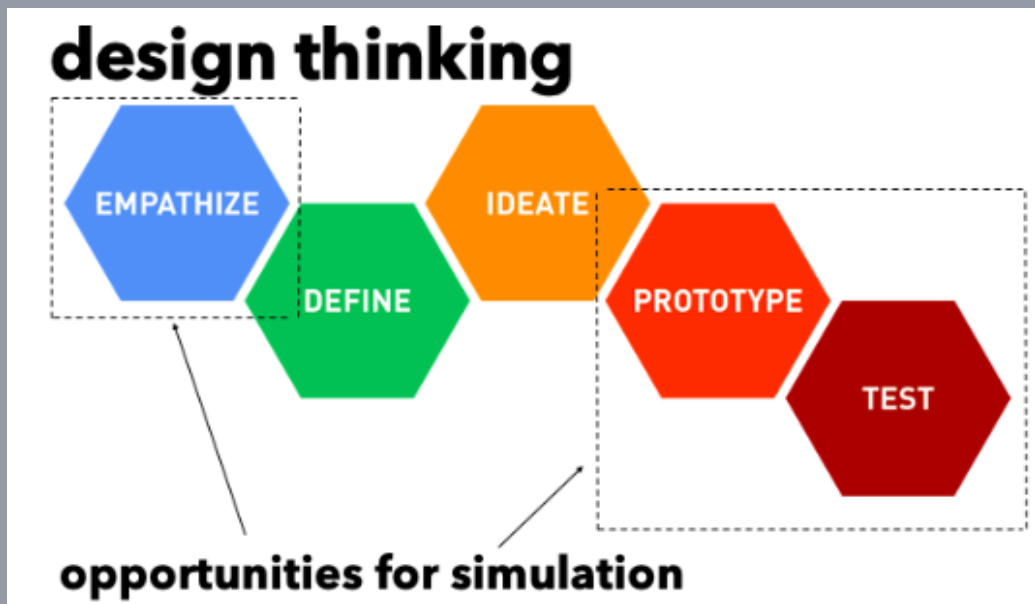 design thinking
EMPATHIZE
IDEATE
DEFINE
PROTOTYPE
TEST
opportunities for simulation